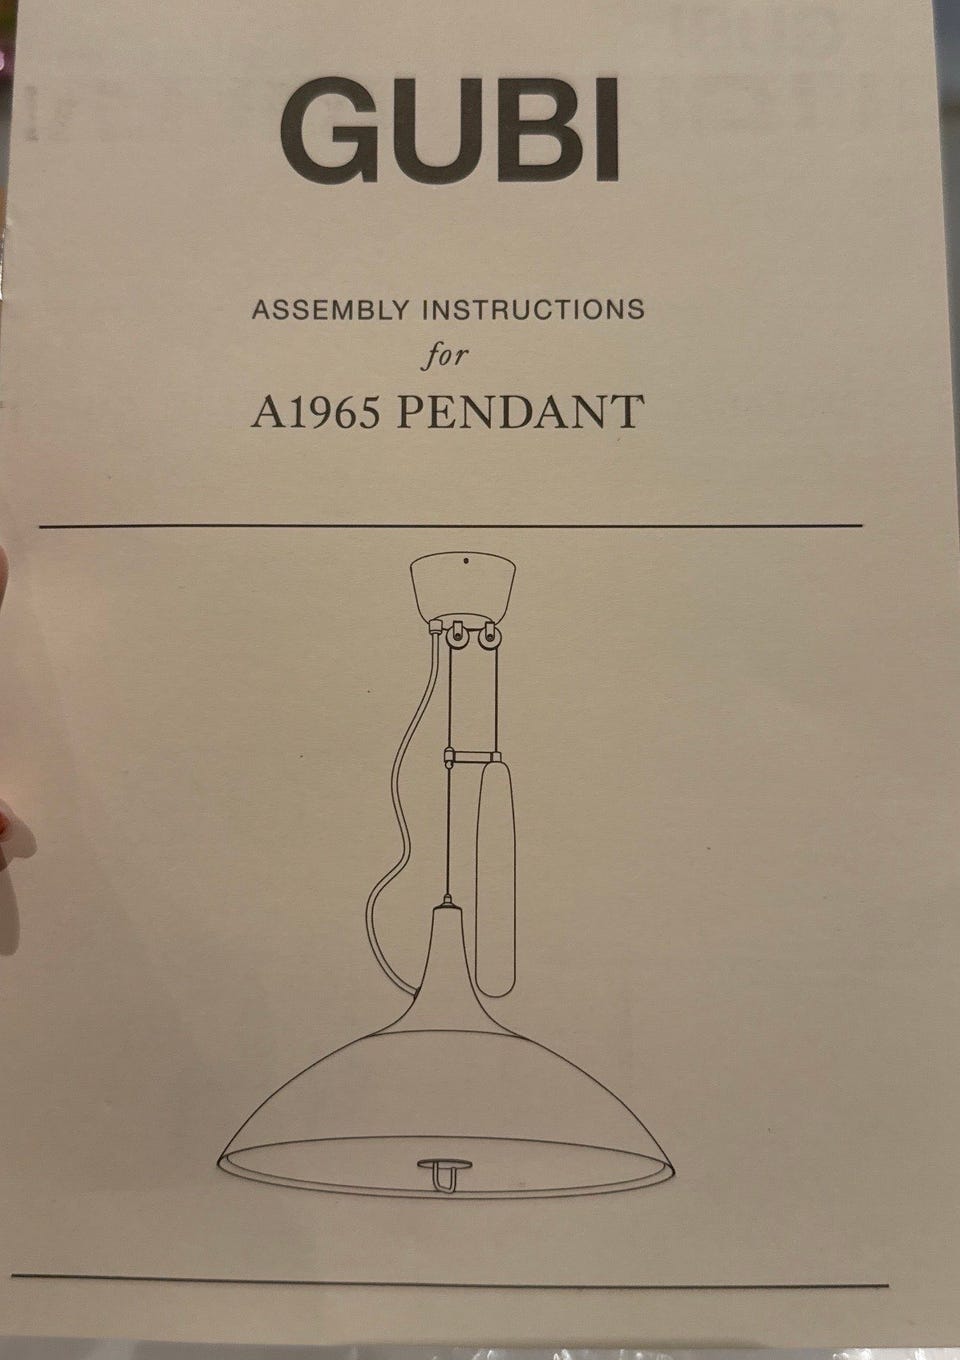 GUBI
ASSEMBLY INSTRUCTIONS
for
A1965 PENDANT